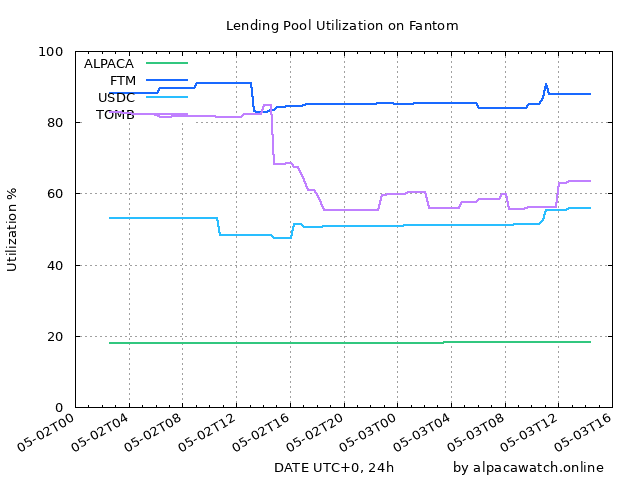 Lending Pool Utilization on Fantom
100
80
60
40
20
0
Utilization %
ALPACA
FTM
USDC
TOMB
05-02T00
05-02T04
05-02T08
05-02T12
05-02T16
05-02T20
05-03T00
05-03T04
05-03T08
05-03T12
05-03T16
DATE UTC+0, 24h
by alpacawatch.online